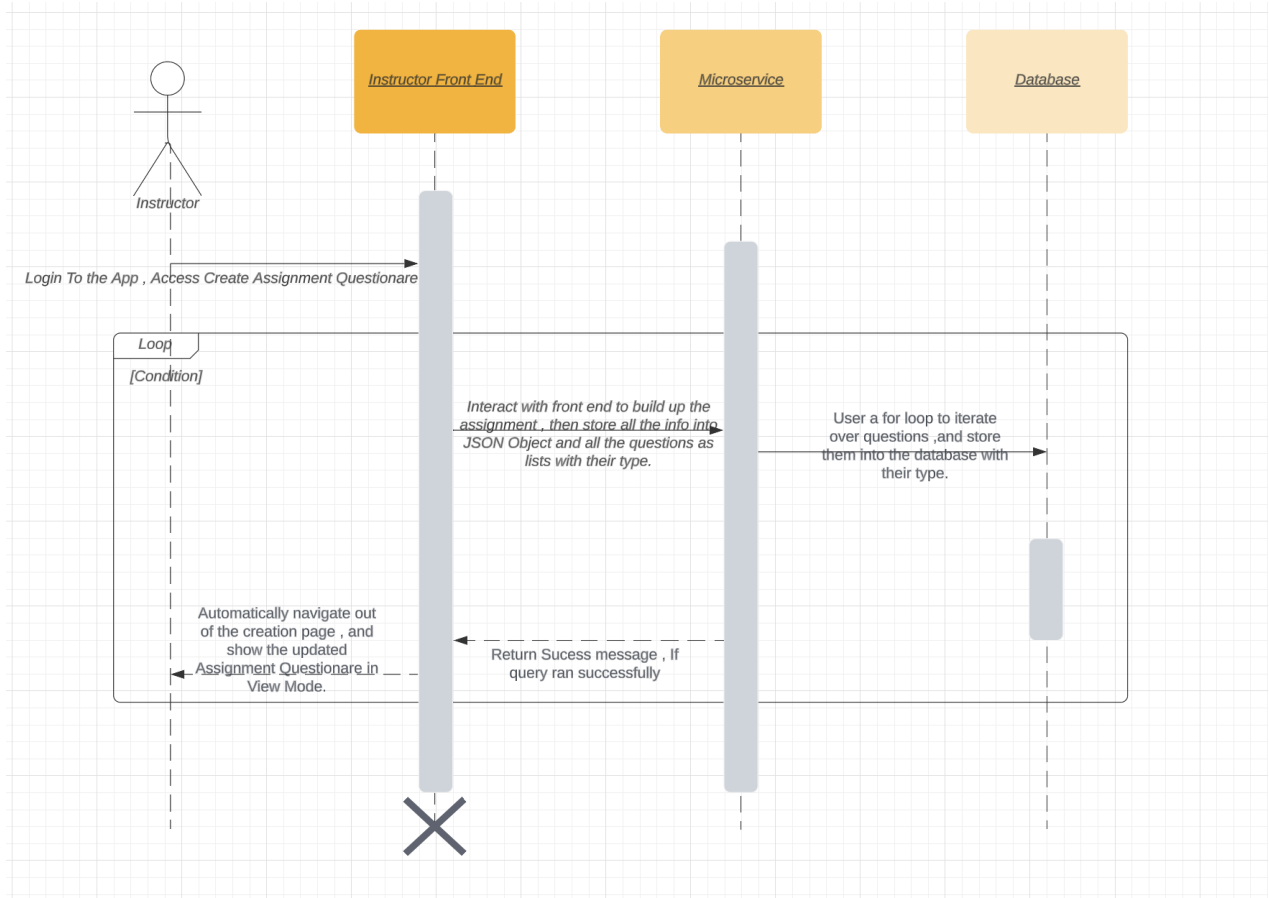 Instructor Front End
Microservice
Database
Instructor
Login To the App , Access Create Assignment Questionare
Loop
[Condition]
Interact with front end to build up the
assignment , then store all the info into
JSON Object and all the questions as
lists with their type.
User a for loop to iterate
over questions ,and store
them into the database with
their type.
Automatically navigate out
of the creation page , and
show the updated
Assignment Questionare in
View Mode.
Return Sucess message , If
query ran successfully